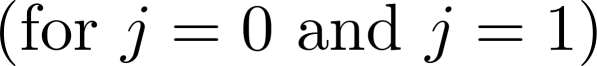 (for j = 0 and j = 1)